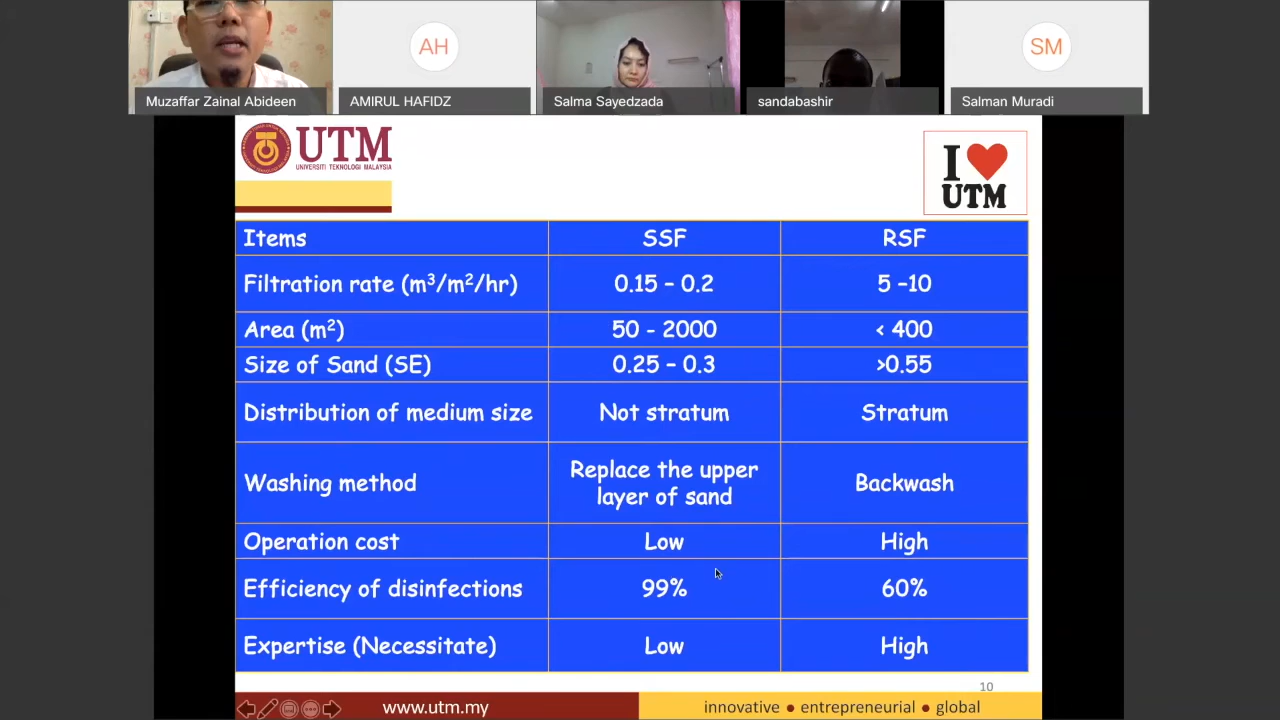 AH
SM
Muzaffar Zainal Abideen
AMIRUL HAFIDZ
Salma Sayedzada
sandabashir
Salman Muradi
UTM
UNIVERSITI TEKNOLOGI MALAYSIA
I
UTM
Items SSF RSF
Filtration rate (m³/m²/hr) 0.15 – 0.2 5 –10
Area (m²) 50 - 2000 < 400
Size of Sand (SE) 0.25 – 0.3 >0.55
Distribution of medium size Not stratum Stratum
Washing method Replace the upper layer of sand Backwash
Operation cost Low High
Efficiency of disinfections 99% 60%
Expertise (Necessitate) Low High
10
www.utm.my
innovative ● entrepreneurial ● global